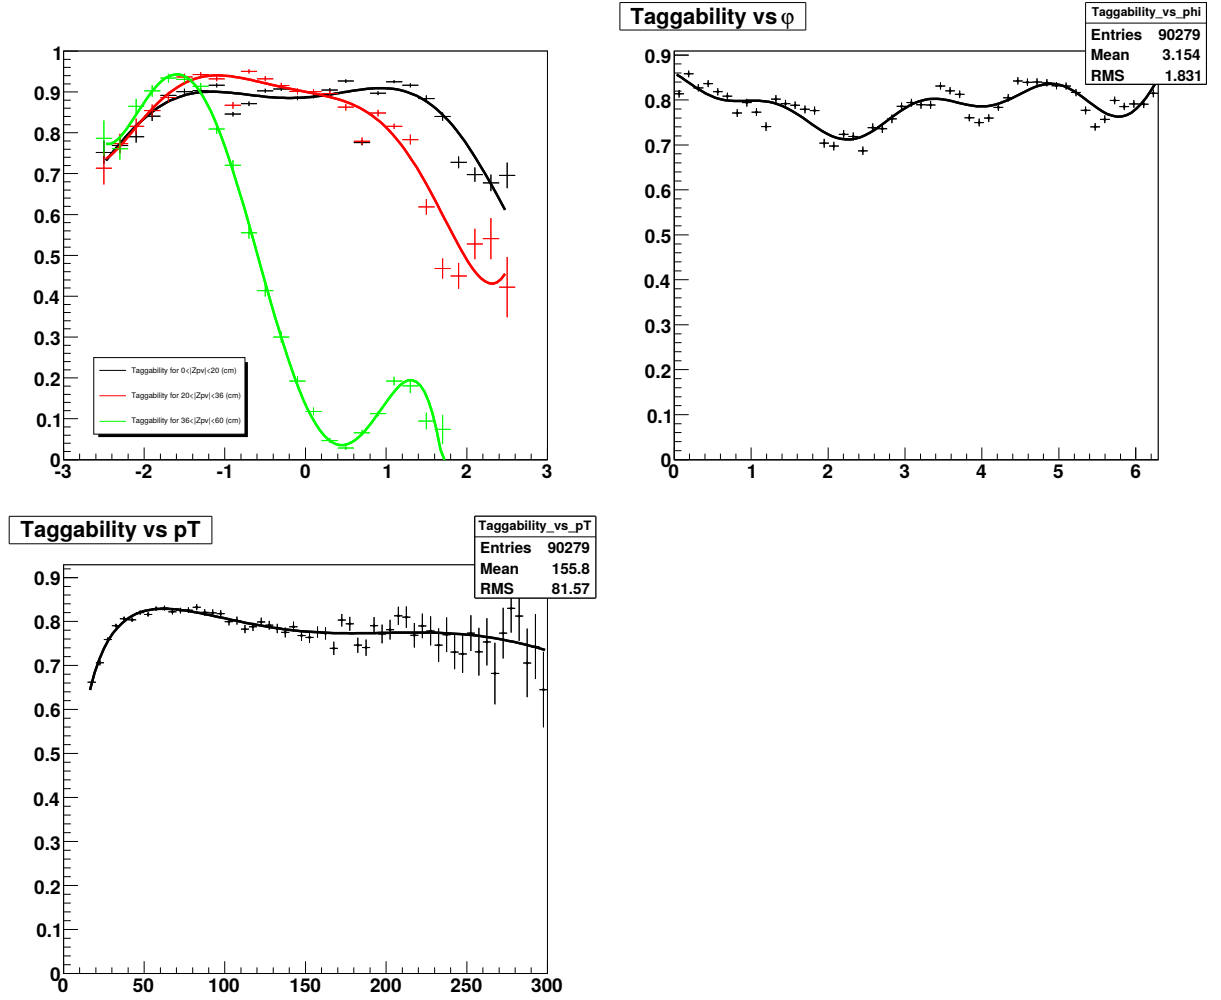 1
0.9
0.8
0.7
0.6
0.5
0.4
0.3
0.2
0.1
0
-3 -2 -1 0 1 2 3
Taggability for 0<|Zpv|<20 (cm)
Taggability for 20<|Zpv|<36 (cm)
Taggability for 36<|Zpv|<60 (cm)
Taggability vs φ
Taggability_vs_phi
Entries 90279
Mean 3.154
RMS 1.831
0.9
0.8
0.7
0.6
0.5
0.4
0.3
0.2
0.1
0
0 1 2 3 4 5 6
Taggability vs pT
Taggability_vs_pT
Entries 90279
Mean 155.8
RMS 81.57
0.9
0.8
0.7
0.6
0.5
0.4
0.3
0.2
0.1
0
0 50 100 150 200 250 300